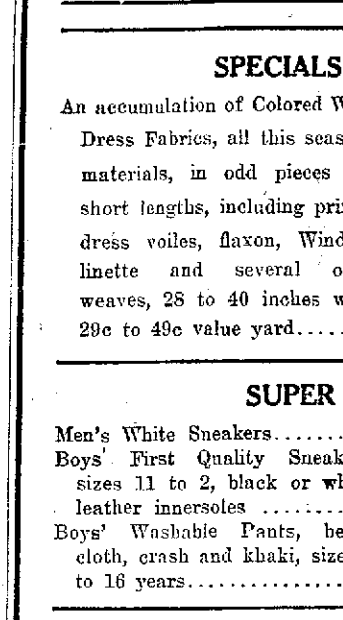 SPECIALS
An accumulation of Colored W
Dress Fabrics, all this seas
materials, in odd pieces
short lengths, including pri
dress voiles, flaxon, Wind
linette and several o
weaves, 28 to 40 inches w
29c to 49c value yard.....
SUPER
Men's White Sneakers.......
Boys' First Quality Sneak
sizes 11 to 2, black or wh
leather innersoles ........
Boys' Washable Pants, be
cloth, crash and khaki, size
to 16 years...............